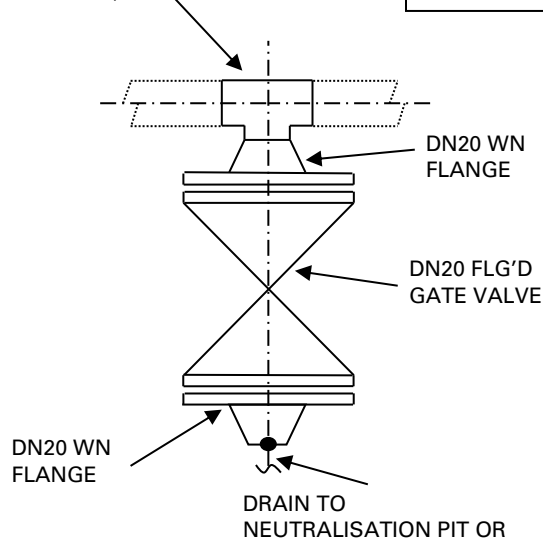 DN20 WN
FLANGE
DN20 FLG'D
GATE VALVE
DN20 WN
FLANGE
DRAIN TO
NEUTRALISATION PIT OR